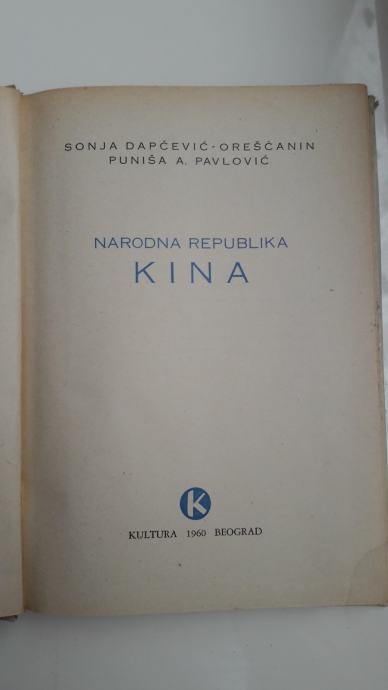 SONJA DAPČEVIĆ-OREŠČANIN
PUNIŠA A. PAVLOVIĆ
NARODNA REPUBLIKA
KINA
K
KULTURA 1960 BEOGRAD